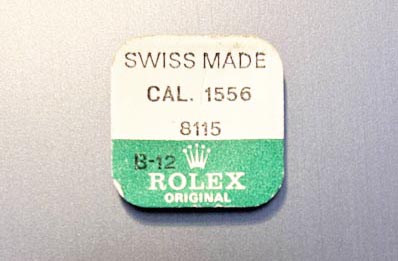 SWISS MADE
CAL. 1556
8115
B-12
ROLEX
ORIGINAL